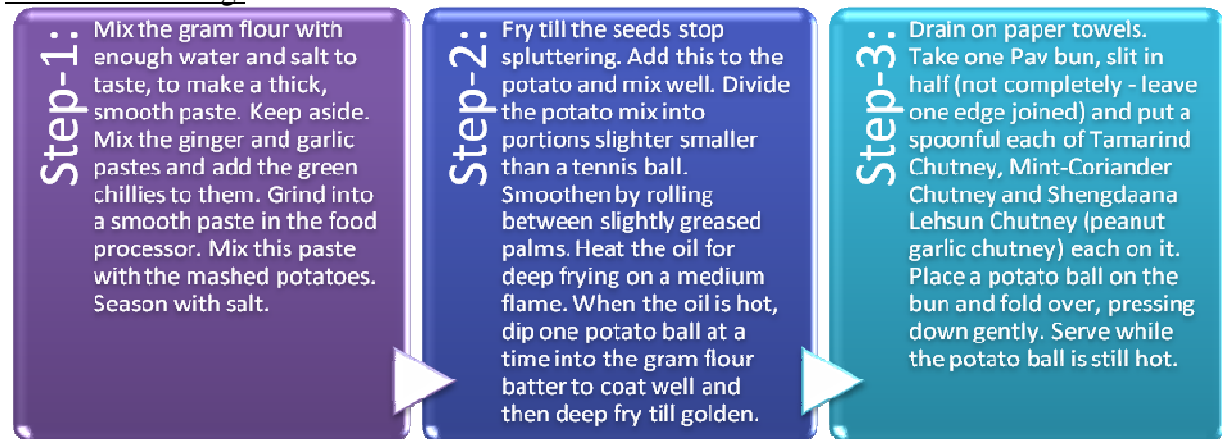 Step-1:
Mix the gram flour with
enough water and salt to
taste, to make a thick,
smooth paste. Keep aside.
Mix the ginger and garlic
pastes and add the green
chillies to them. Grind into
a smooth paste in the food
processor. Mix this paste
with the mashed potatoes.
Season with salt.
Step-2:
Fry till the seeds stop
spluttering. Add this to the
potato and mix well. Divide
the potato mix into
portions slighter smaller
than a tennis ball.
Smoothen by rolling
between slightly greased
palms. Heat the oil for
deep frying on a medium
flame. When the oil is hot,
dip one potato ball at a
time into the gram flour
batter to coat well and
then deep fry till golden.
Step-3:
Drain on paper towels.
Take one Pav bun, slit in
half (not completely - leave
one edge joined) and put a
spoonful each of Tamarind
Chutney, Mint-Coriander
Chutney and Shengdaana
Lehsun Chutney (peanut
garlic chutney) each on it.
Place a potato ball on the
bun and fold over, pressing
down gently. Serve while
the potato ball is still hot.